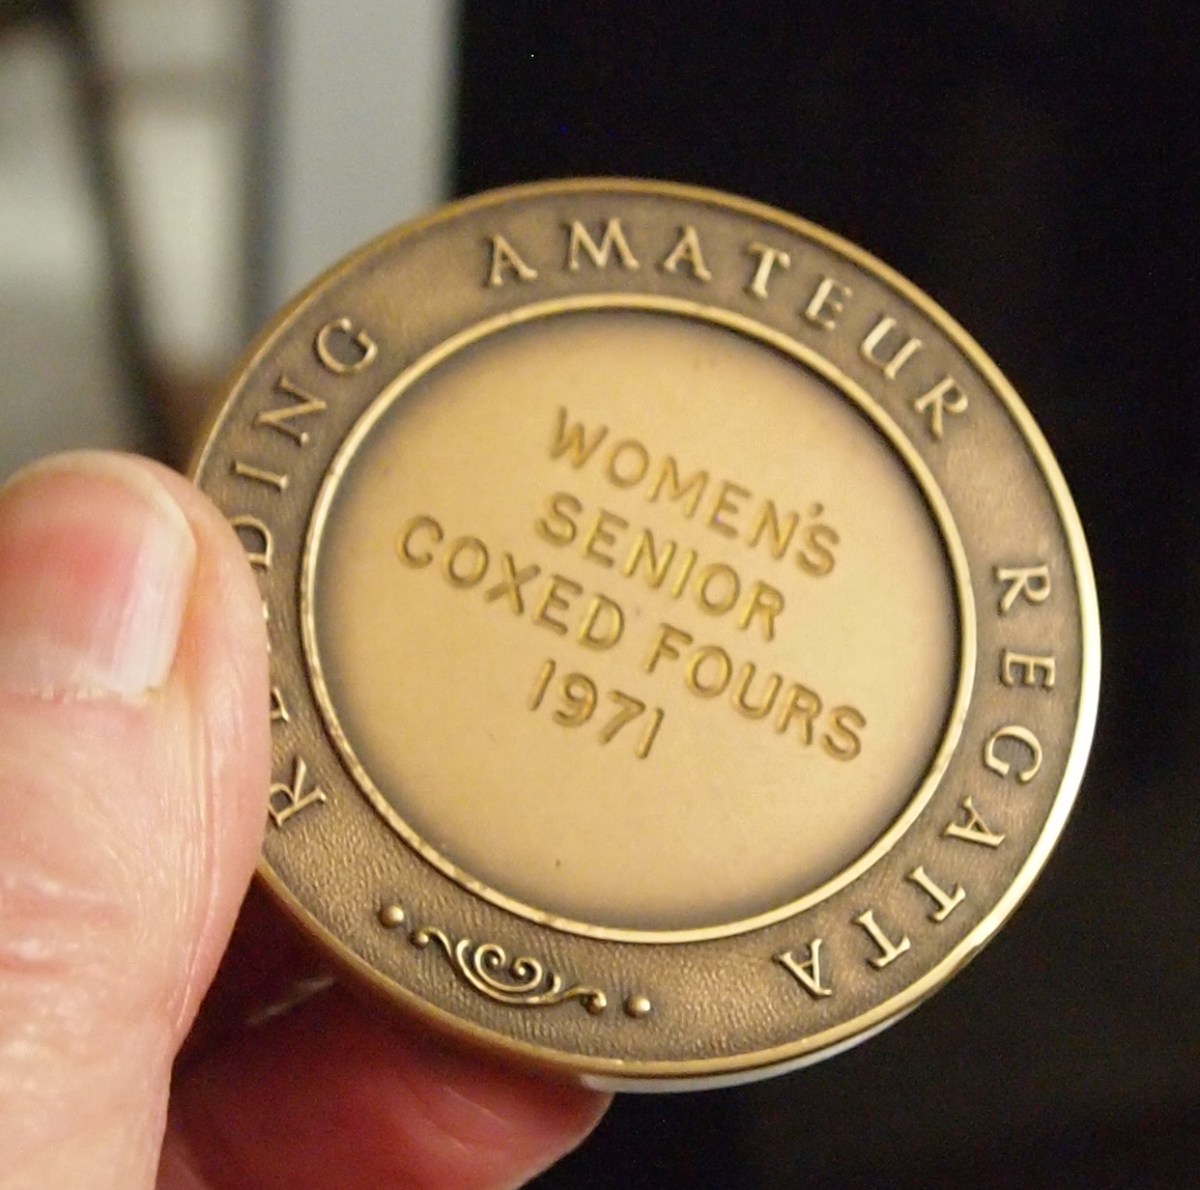 READING AMATEUR REGATTA
WOMEN'S
SENIOR
COXED FOURS
1971